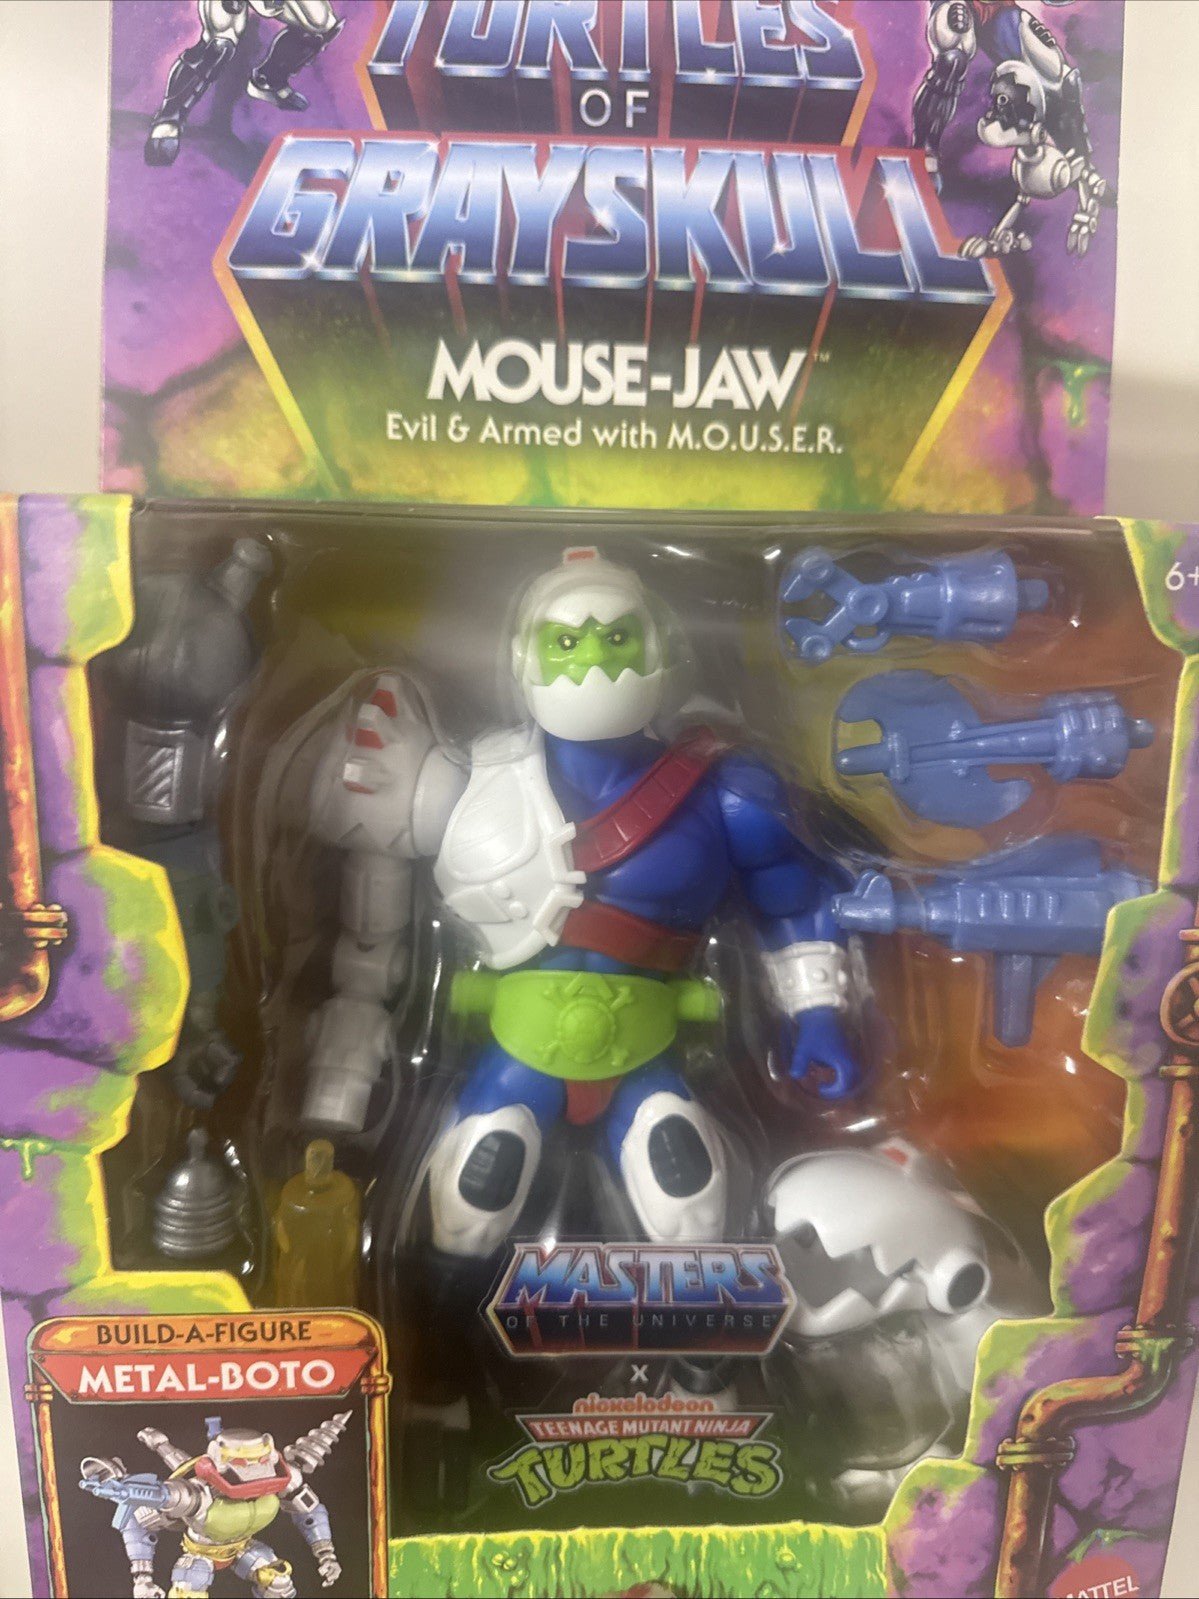 TURTLES
OF
GRAYSKULL
MOUSE-JAW™
Evil & Armed with M.O.U.S.E.R.
6+
MASTERS
OF THE UNIVERSE™
X
nickelodeon
TEENAGE MUTANT NINJA
TURTLES
BUILD-A-FIGURE
METAL-BOTO
MATTEL